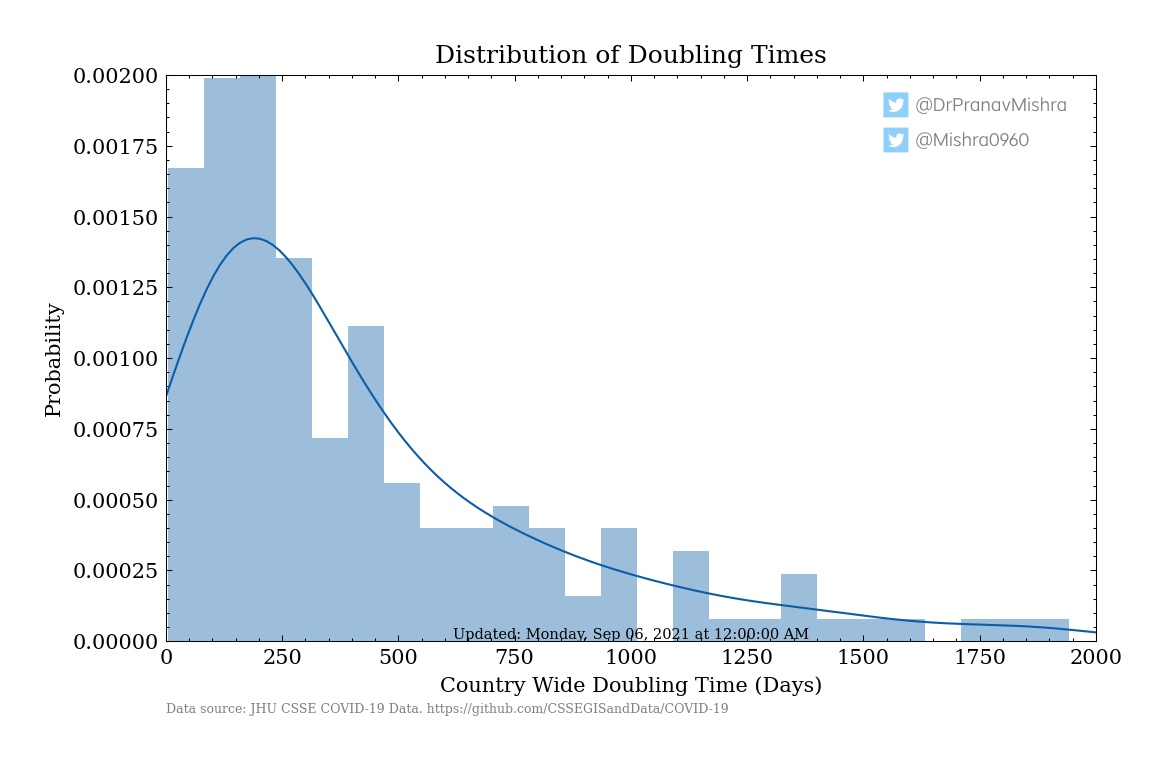 Distribution of Doubling Times
@DrPranavMishra
@Mishra0960
0.00200
0.00175
0.00150
0.00125
0.00100
0.00075
0.00050
0.00025
0.00000
Probability
Updated: Monday, Sep 06, 2021 at 12:00:00 AM
0 250 500 750 1000 1250 1500 1750 2000
Country Wide Doubling Time (Days)
Data source: JHU CSSE COVID-19 Data. https://github.com/CSSEGISandData/COVID-19